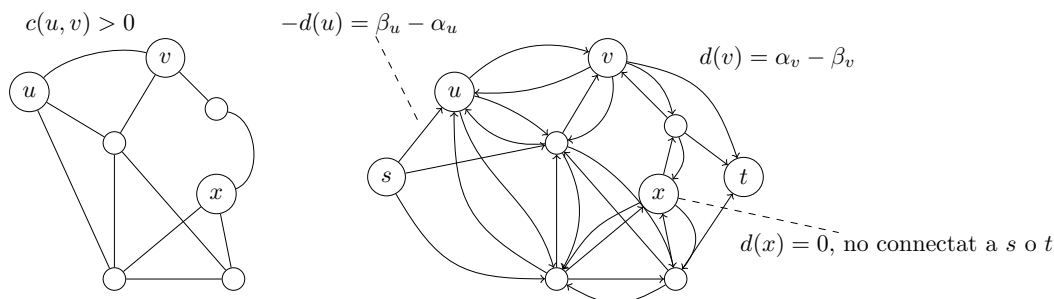 c(u, v) > 0
−d(u) = β_u − α_u
v
u
x
v
d(v) = α_v − β_v
u
s
x
t
d(x) = 0, no connectat a s o t